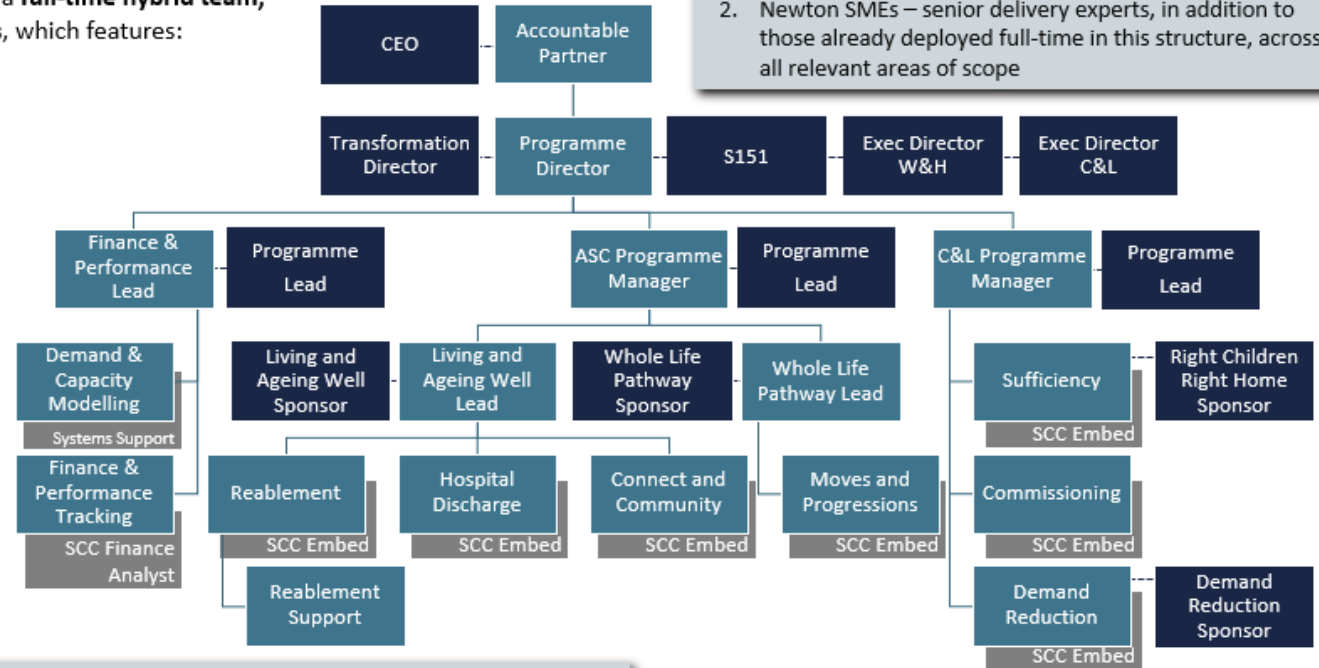 a full-time hybrid team,
s, which features:
2. Newton SMEs – senior delivery experts, in addition to
those already deployed full-time in this structure, across
all relevant areas of scope
CEO
Accountable
Partner
Transformation
Director
Programme
Director
S151
Exec Director
W&H
Exec Director
C&L
Finance &
Performance
Lead
Programme
Lead
ASC Programme
Manager
Programme
Lead
C&L Programme
Manager
Programme
Lead
Demand &
Capacity
Modelling
Systems Support
Living and
Ageing Well
Sponsor
Living and
Ageing Well
Lead
Whole Life
Pathway
Sponsor
Whole Life
Pathway Lead
Sufficiency
SCC Embed
Right Children
Right Home
Sponsor
Finance &
Performance
Tracking
SCC Finance
Analyst
Reablement
SCC Embed
Hospital
Discharge
SCC Embed
Connect and
Community
SCC Embed
Moves and
Progressions
SCC Embed
Commissioning
SCC Embed
Reablement
Support
Demand
Reduction
SCC Embed
Demand
Reduction
Sponsor